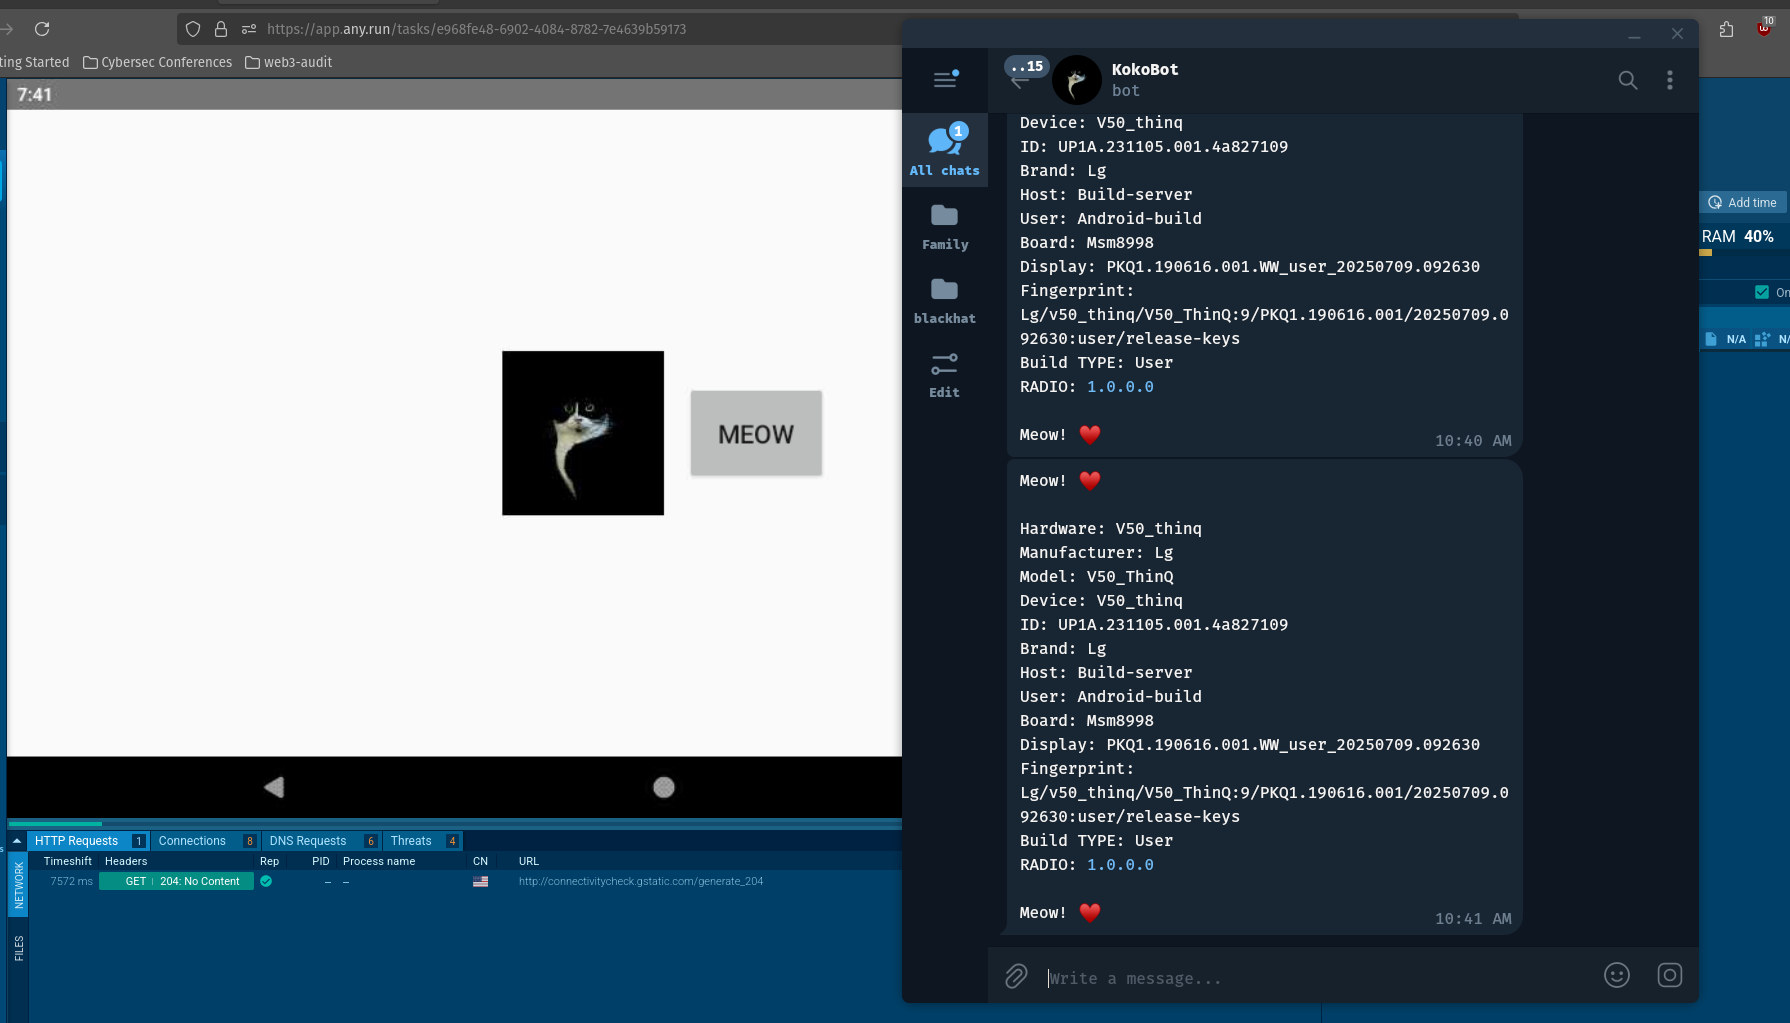 https://app.any.run/tasks/e968fe48-6902-4084-8782-7e4639b59173
10
ting Started
Cybersec Conferences
web3-audit
7:41
MEOW
Add time
RAM 40%
On
N/A
N/
HTTP Requests 1
Connections 8
DNS Requests 6
Threats 4
Timeshift Headers Rep PID Process name CN URL
7572 ms GET 204: No Content – – http://connectivitycheck.gstatic.com/generate_204
NETWORK
FILES
..15
KokoBot
bot
1
All chats
Family
blackhat
Edit
Device: V50_thinq
ID: UP1A.231105.001.4a827109
Brand: Lg
Host: Build-server
User: Android-build
Board: Msm8998
Display: PKQ1.190616.001.WW_user_20250709.092630
Fingerprint:
Lg/v50_thinq/V50_ThinQ:9/PKQ1.190616.001/20250709.0
92630:user/release-keys
Build TYPE: User
RADIO: 1.0.0.0
Meow! ♥️
10:40 AM
Meow! ♥️
Hardware: V50_thinq
Manufacturer: Lg
Model: V50_ThinQ
Device: V50_thinq
ID: UP1A.231105.001.4a827109
Brand: Lg
Host: Build-server
User: Android-build
Board: Msm8998
Display: PKQ1.190616.001.WW_user_20250709.092630
Fingerprint:
Lg/v50_thinq/V50_ThinQ:9/PKQ1.190616.001/20250709.0
92630:user/release-keys
Build TYPE: User
RADIO: 1.0.0.0
Meow! ♥️
10:41 AM
Write a message...